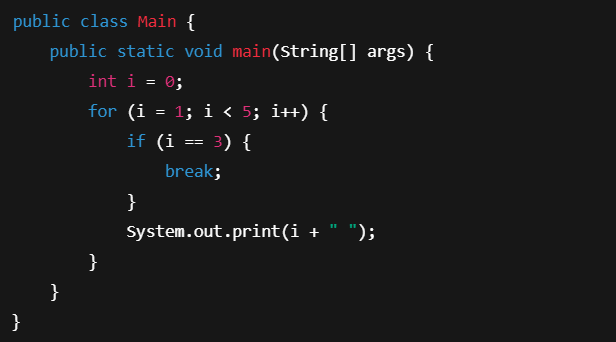 public class Main {
    public static void main(String[] args) {
        int i = 0;
        for (i = 1; i < 5; i++) {
            if (i == 3) {
                break;
            }
            System.out.print(i + " ");
        }
    }
}